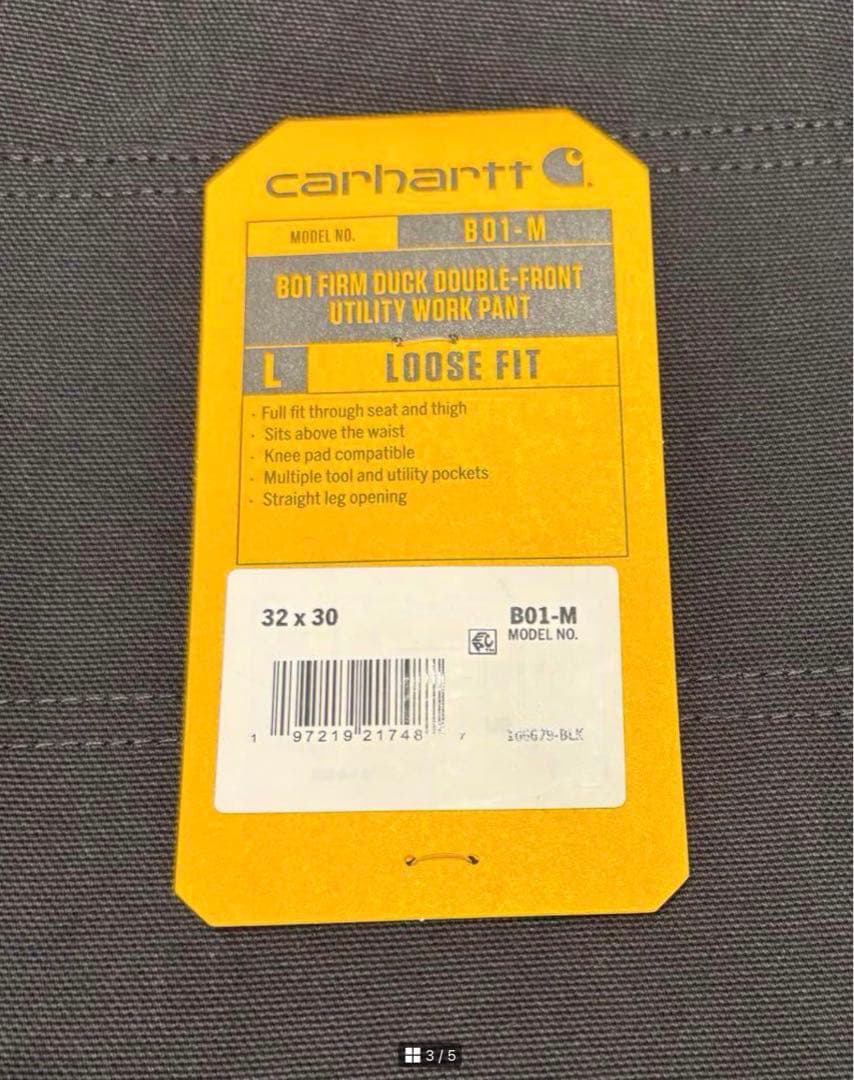 carhartt
MODEL NO. B01-M
B01 FIRM DUCK DOUBLE-FRONT
UTILITY WORK PANT
L LOOSE FIT
· Full fit through seat and thigh
· Sits above the waist
· Knee pad compatible
· Multiple tool and utility pockets
· Straight leg opening
32 x 30 B01-M
MODEL NO.
1 97219 21748 7
3 / 5